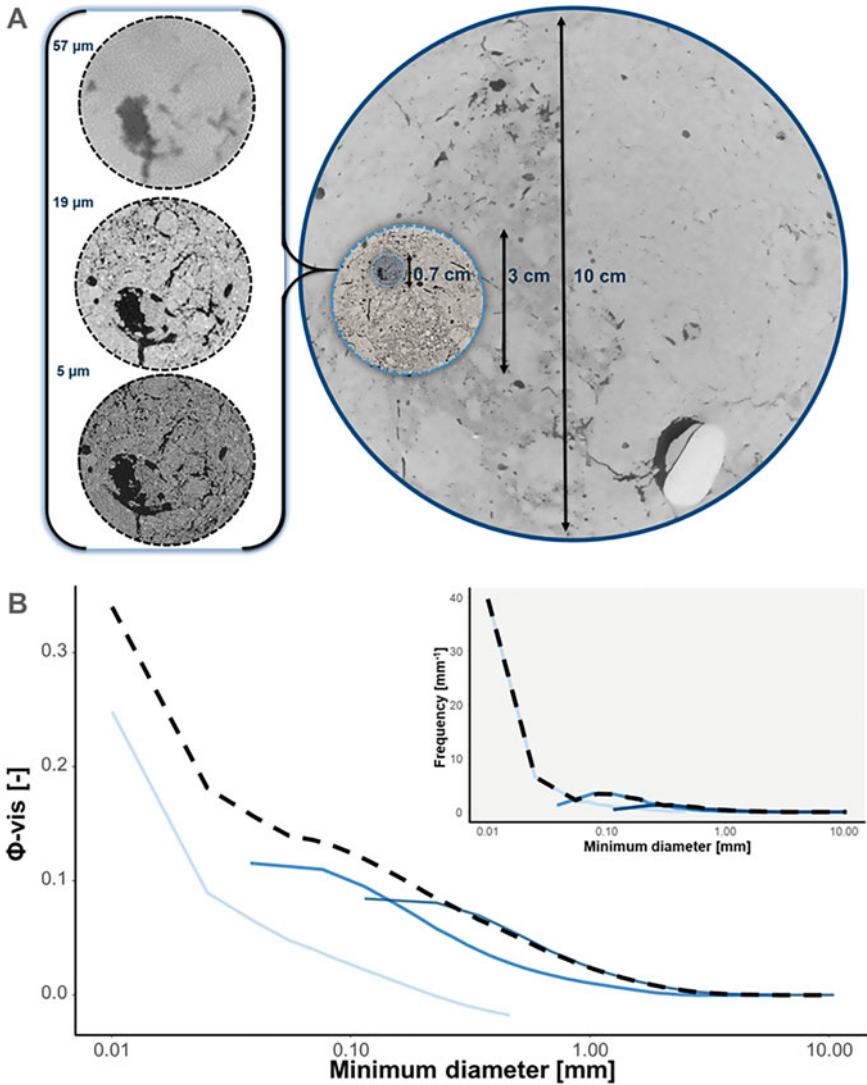 A
57 µm
19 µm
5 µm
0.7 cm
3 cm
10 cm
B
Φ-vis [-]
0.3
0.2
0.1
0.0
0.01
0.10
1.00
10.00
Minimum diameter [mm]
Frequency [mm⁻¹]
40
30
20
10
0
0.01
0.10
1.00
10.00
Minimum diameter [mm]